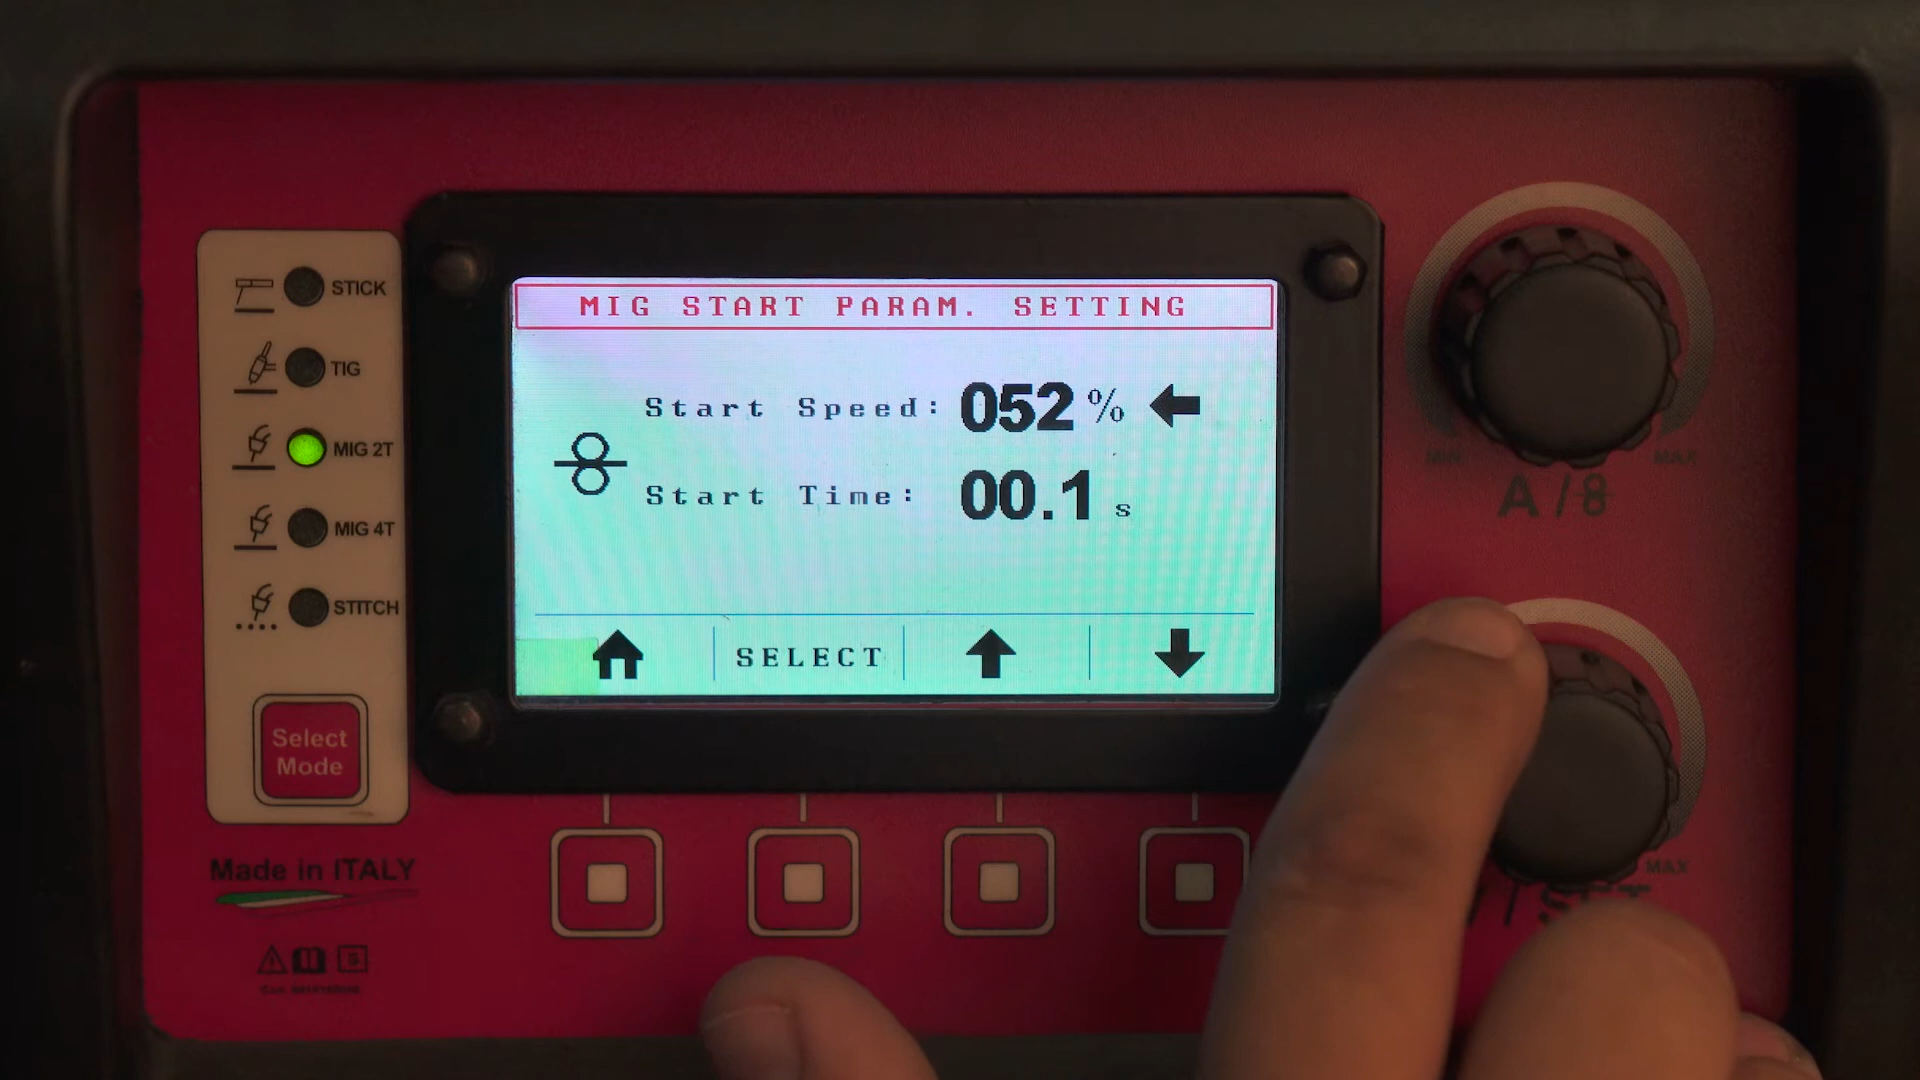 MIG START PARAM. SETTING
Start Speed: 052 %
Start Time: 00.1 s
SELECT
STICK
TIG
MIG 2T
MIG 4T
STITCH
Select
Mode
Made in ITALY
MIN
MAX
A /
MAX